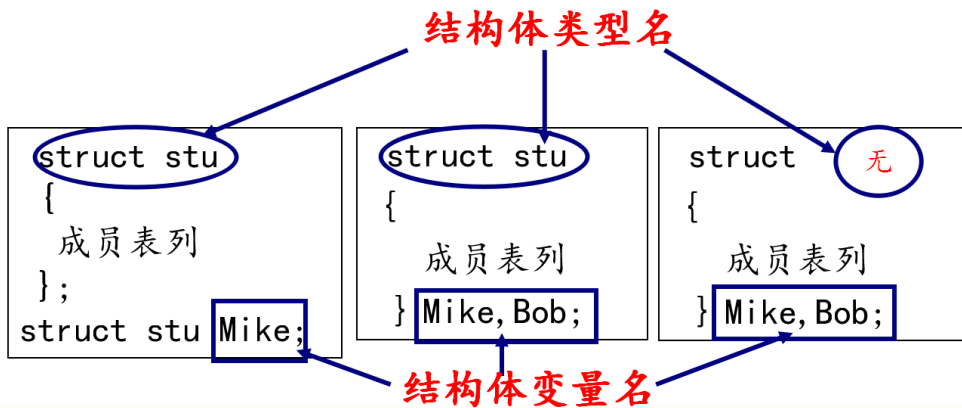 结构体类型名
struct stu
{
成员表列
};
struct stu Mike;
struct stu
{
成员表列
} Mike,Bob;
struct 无
{
成员表列
} Mike,Bob;
结构体变量名